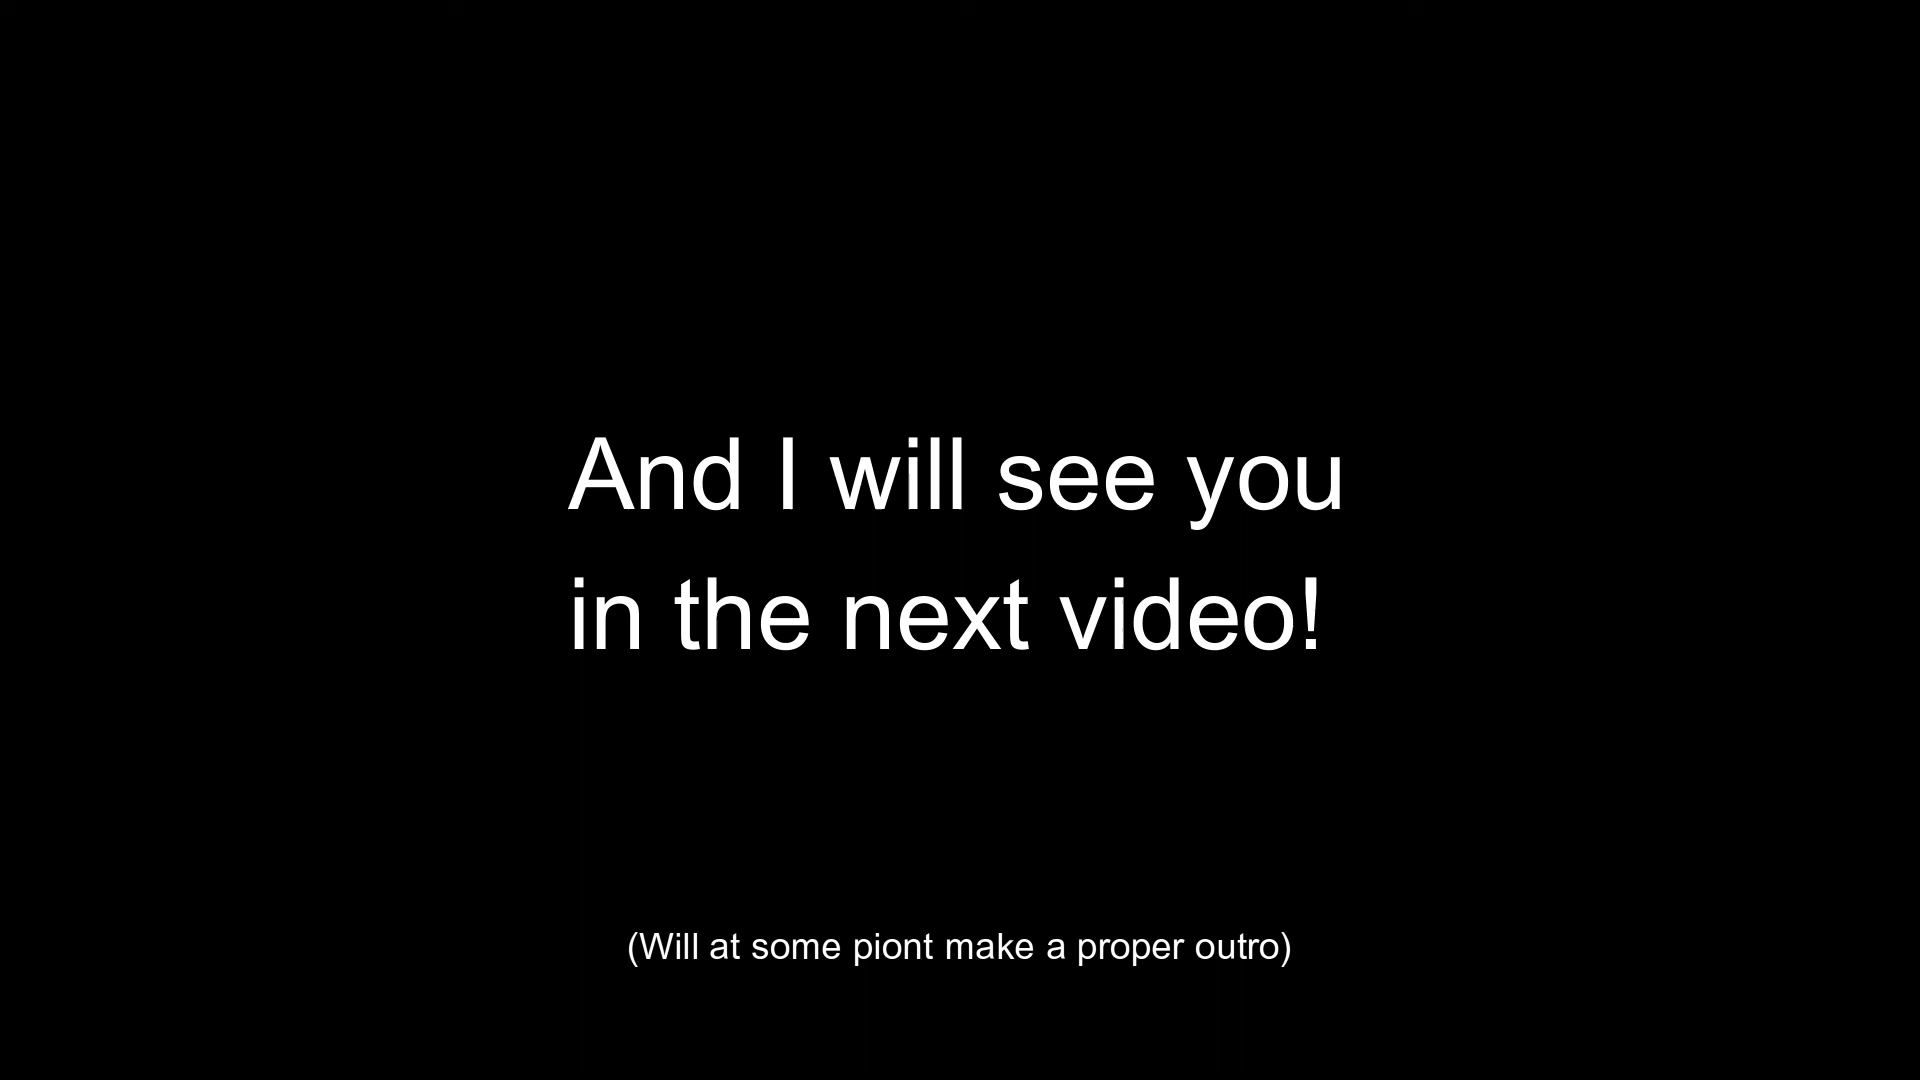 And I will see you
in the next video!
(Will at some piont make a proper outro)